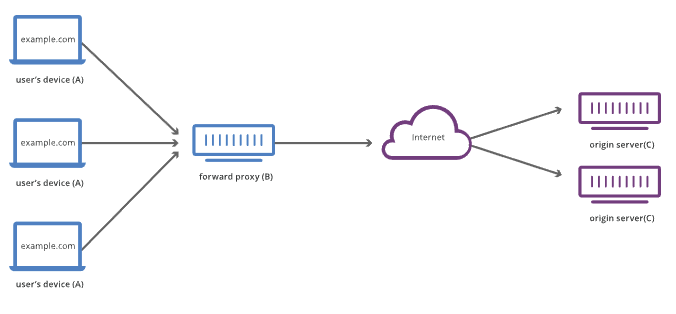 example.com
user's device (A)
example.com
user's device (A)
example.com
user's device (A)
forward proxy (B)
Internet
origin server(C)
origin server(C)